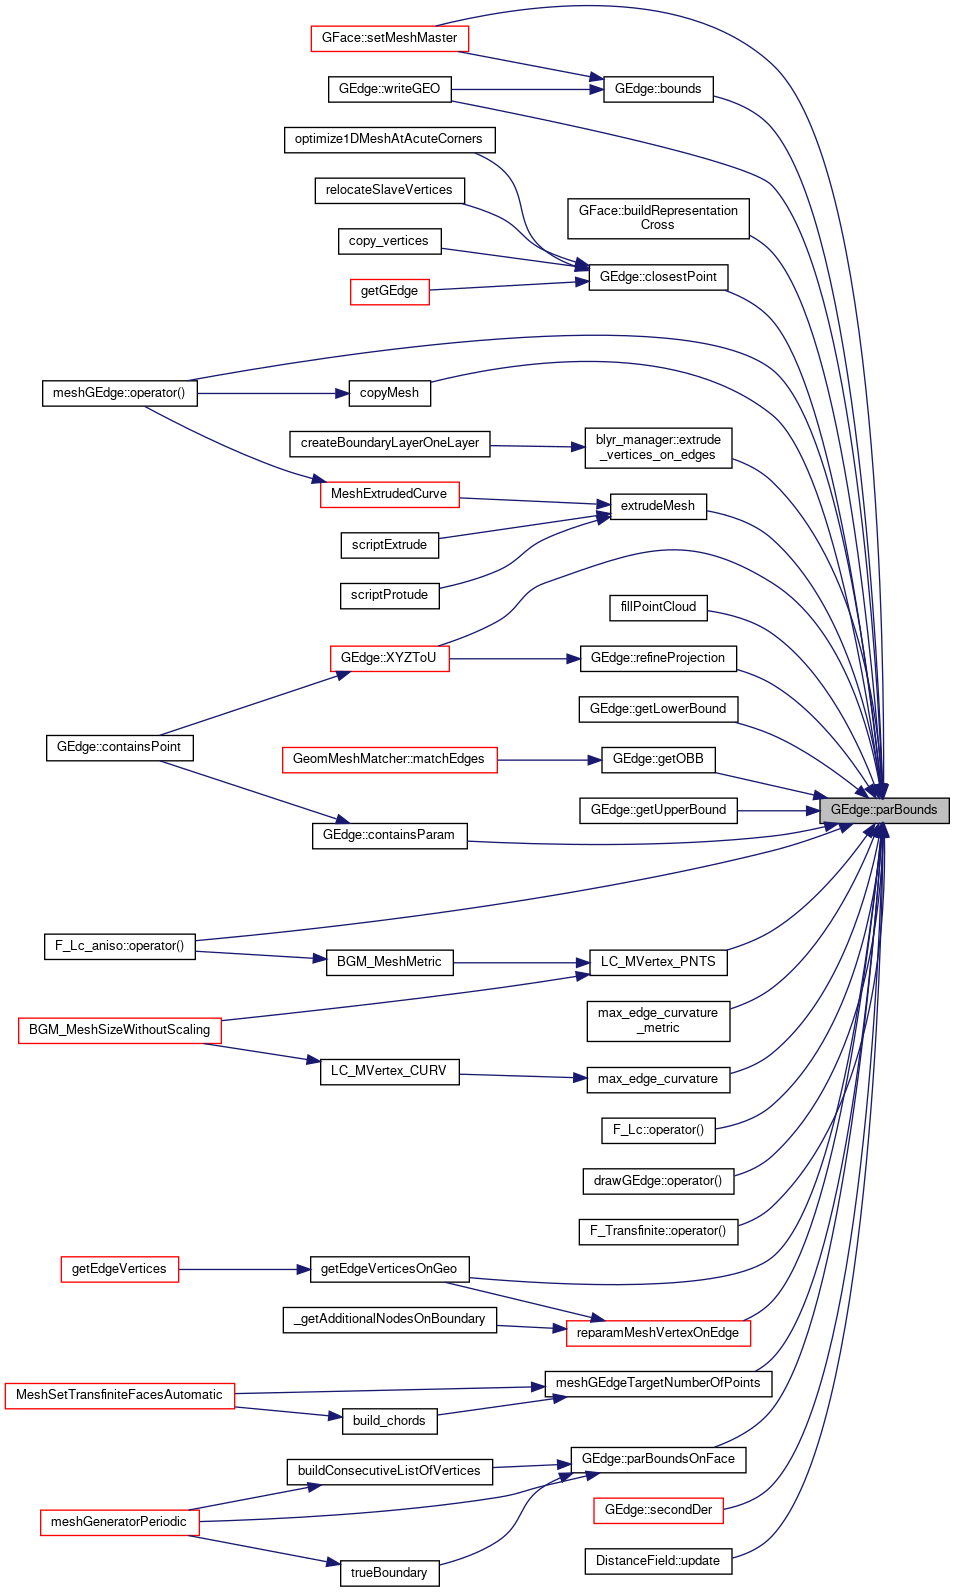 GFace::setMeshMaster
GEdge::writeGEO
GEdge::bounds
optimize1DMeshAtAcuteCorners
relocateSlaveVertices
GFace::buildRepresentation
Cross
copy_vertices
GEdge::closestPoint
getGEdge
meshGEdge::operator()
copyMesh
createBoundaryLayerOneLayer
blyr_manager::extrude
_vertices_on_edges
MeshExtrudedCurve
extrudeMesh
scriptExtrude
scriptProtude
fillPointCloud
GEdge::XYZToU
GEdge::refineProjection
GEdge::getLowerBound
GEdge::containsPoint
GeomMeshMatcher::matchEdges
GEdge::getOBB
GEdge::getUpperBound
GEdge::parBounds
GEdge::containsParam
F_Lc_aniso::operator()
BGM_MeshMetric
LC_MVertex_PNTS
max_edge_curvature
_metric
BGM_MeshSizeWithoutScaling
LC_MVertex_CURV
max_edge_curvature
F_Lc::operator()
drawGEdge::operator()
F_Transfinite::operator()
getEdgeVertices
getEdgeVerticesOnGeo
_getAdditionalNodesOnBoundary
reparamMeshVertexOnEdge
meshGEdgeTargetNumberOfPoints
MeshSetTransfiniteFacesAutomatic
build_chords
GEdge::parBoundsOnFace
buildConsecutiveListOfVertices
GEdge::secondDer
meshGeneratorPeriodic
DistanceField::update
trueBoundary